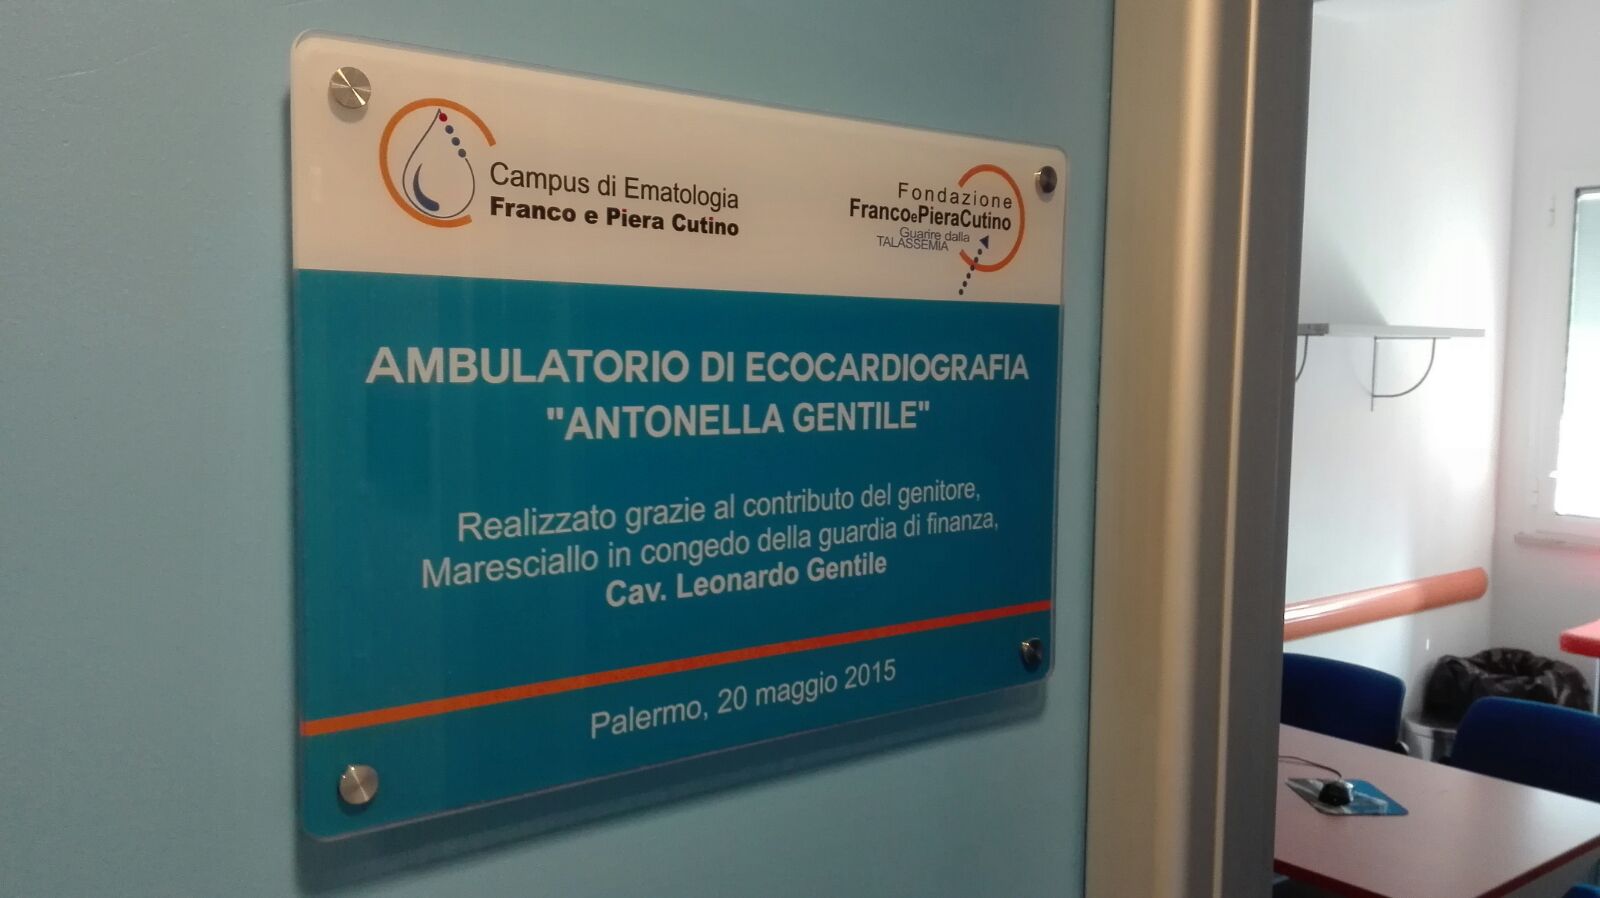 Campus di Ematologia
Franco e Piera Cutino
Fondazione
FrancoePieraCutino
Guarire dalla
TALASSEMIA
AMBULATORIO DI ECOCARDIOGRAFIA
"ANTONELLA GENTILE"
Realizzato grazie al contributo del genitore,
Maresciallo in congedo della guardia di finanza,
Cav. Leonardo Gentile
Palermo, 20 maggio 2015